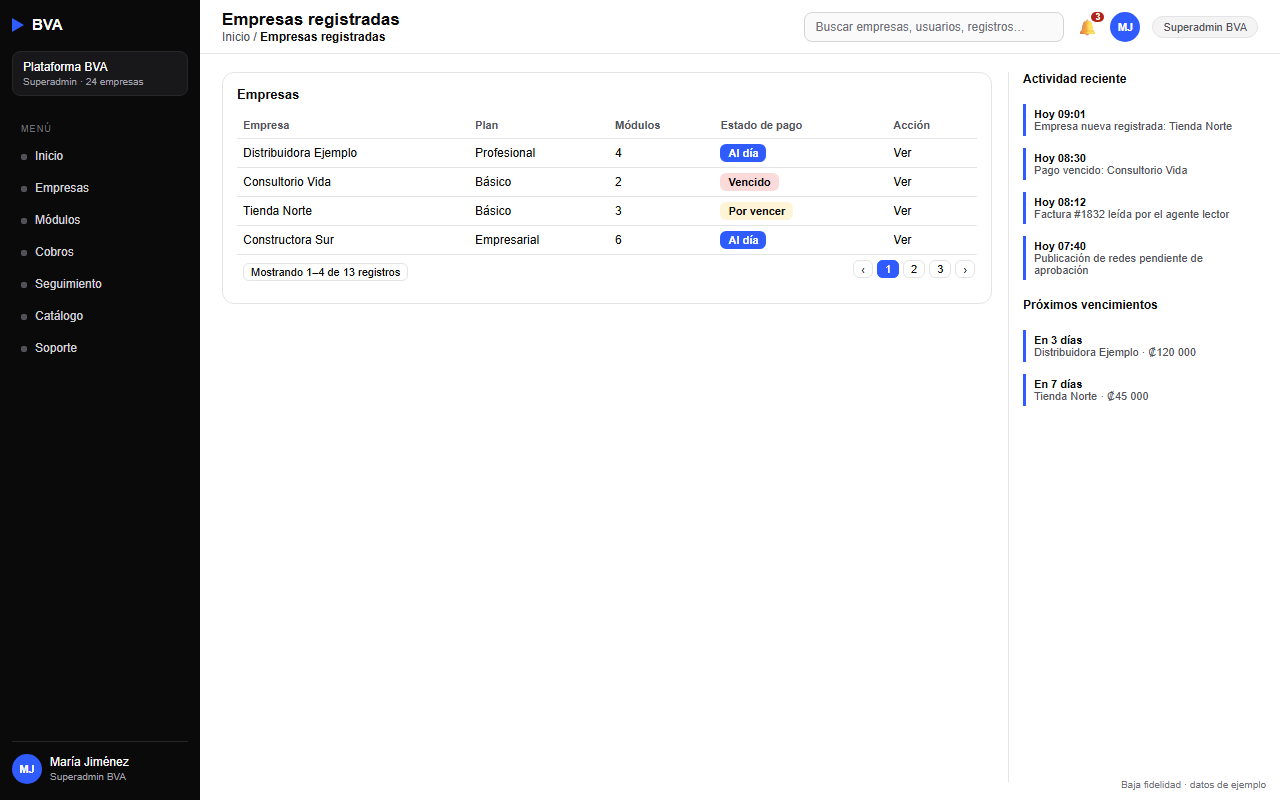 BVA
Plataforma BVA
Superadmin · 24 empresas
MENÚ
Inicio
Empresas
Módulos
Cobros
Seguimiento
Catálogo
Soporte
MJ
María Jiménez
Superadmin BVA
Empresas registradas
Inicio / Empresas registradas
Buscar empresas, usuarios, registros…
3
MJ
Superadmin BVA
Empresas
Empresa Plan Módulos Estado de pago Acción
Distribuidora Ejemplo Profesional 4 Al día Ver
Consultorio Vida Básico 2 Vencido Ver
Tienda Norte Básico 3 Por vencer Ver
Constructora Sur Empresarial 6 Al día Ver
Mostrando 1–4 de 13 registros
‹ 1 2 3 ›
Actividad reciente
Hoy 09:01
Empresa nueva registrada: Tienda Norte
Hoy 08:30
Pago vencido: Consultorio Vida
Hoy 08:12
Factura #1832 leída por el agente lector
Hoy 07:40
Publicación de redes pendiente de
aprobación
Próximos vencimientos
En 3 días
Distribuidora Ejemplo · ₡120 000
En 7 días
Tienda Norte · ₡45 000
Baja fidelidad · datos de ejemplo